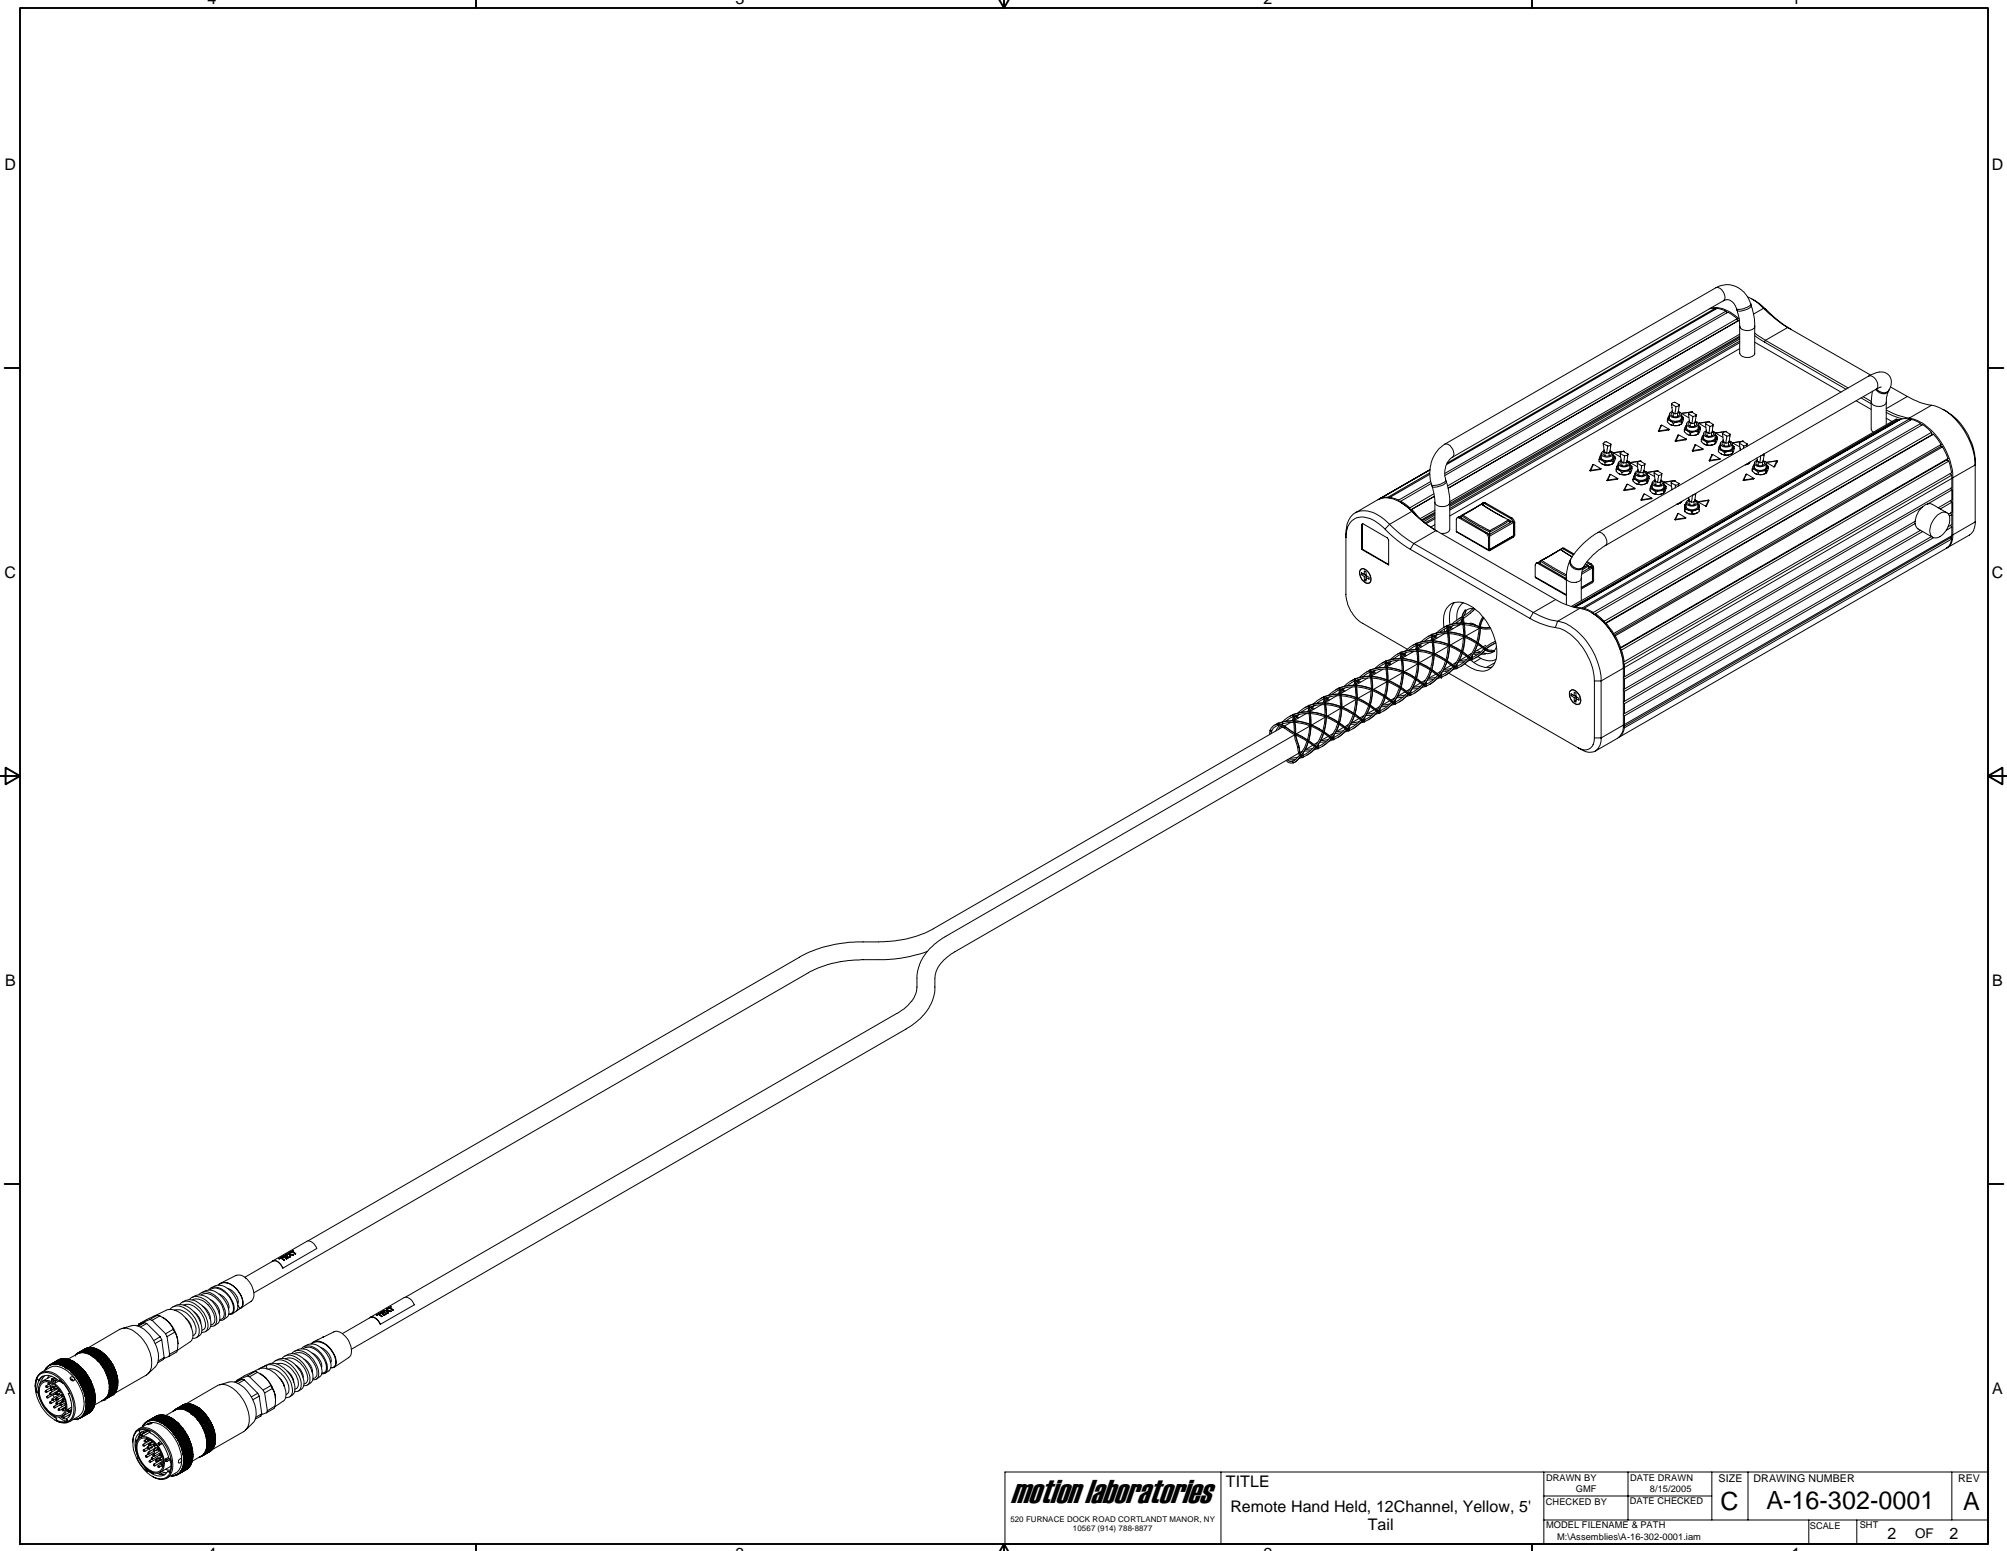 D
D
C
C
B
B
A
A
motion laboratories
520 FURNACE DOCK ROAD CORTLANDT MANOR, NY
10567 (914) 788-8877
TITLE
Remote Hand Held, 12Channel, Yellow, 5'
Tail
DRAWN BY
GMF
DATE DRAWN
8/15/2005
CHECKED BY
DATE CHECKED
SIZE
C
DRAWING NUMBER
A-16-302-0001
REV
A
MODEL FILENAME & PATH
M:\Assemblies\A-16-302-0001.iam
SCALE
SHT
2 OF 2